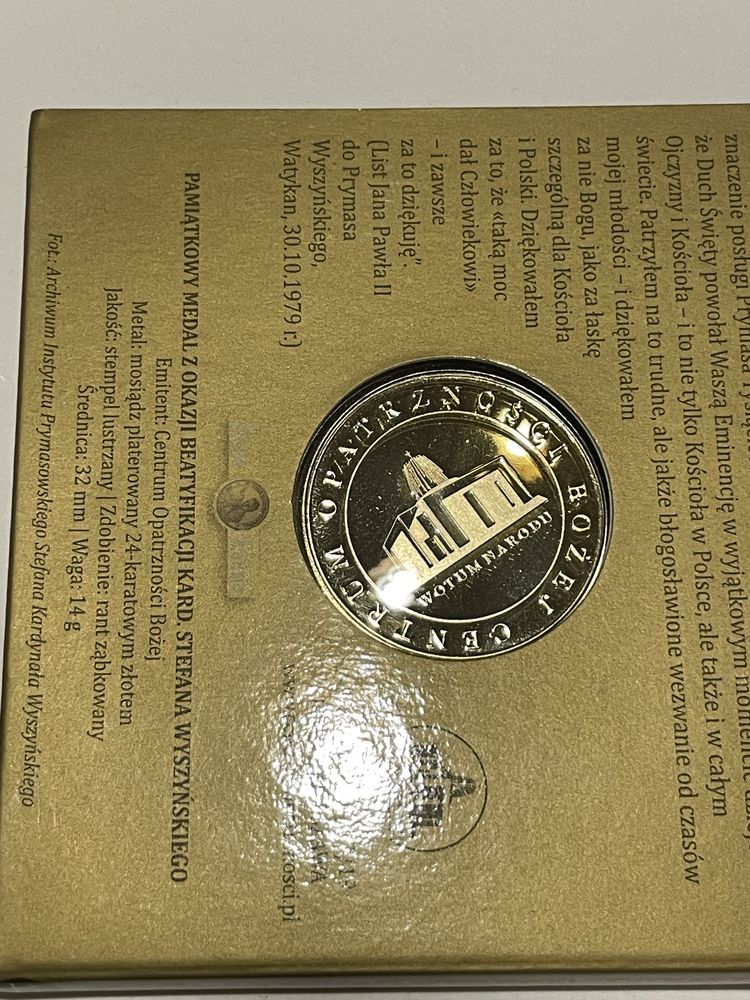 znaczenie posługi Prymasa
że Duch Święty powołał Waszą Eminencję w wyjątkowym momencie
Ojczyzny i Kościoła – i to nie tylko Kościoła w Polsce, ale także i w całym
świecie. Patrzyłem na to trudne, ale jakże błogosławione wezwanie od czasów
mojej młodości – i dziękowałem
za nie Bogu, jako za łaskę
szczególną dla Kościoła
i Polski. Dziękowałem
za to, że «taką moc
dał Człowiekowi»
– i zawsze
za to dziękuję".
(List Jana Pawła II
do Prymasa
Wyszyńskiego,
Watykan, 30.10.1979 r.)
CENTRUM OPATRZNOŚCI BOŻEJ
WOTUM NARODU
PAMIĄTKOWY MEDAL Z OKAZJI BEATYFIKACJI KARD. STEFANA WYSZYŃSKIEGO
Emitent: Centrum Opatrzności Bożej
Metal: mosiądz platerowany 24-karatowym złotem
Jakość: stempel lustrzany | Zdobienie: rant ząbkowany
Średnica: 32 mm | Waga: 14 g
Fot.: Archiwum Instytutu Prymasowskiego Stefana Kardynała Wyszyńskiego